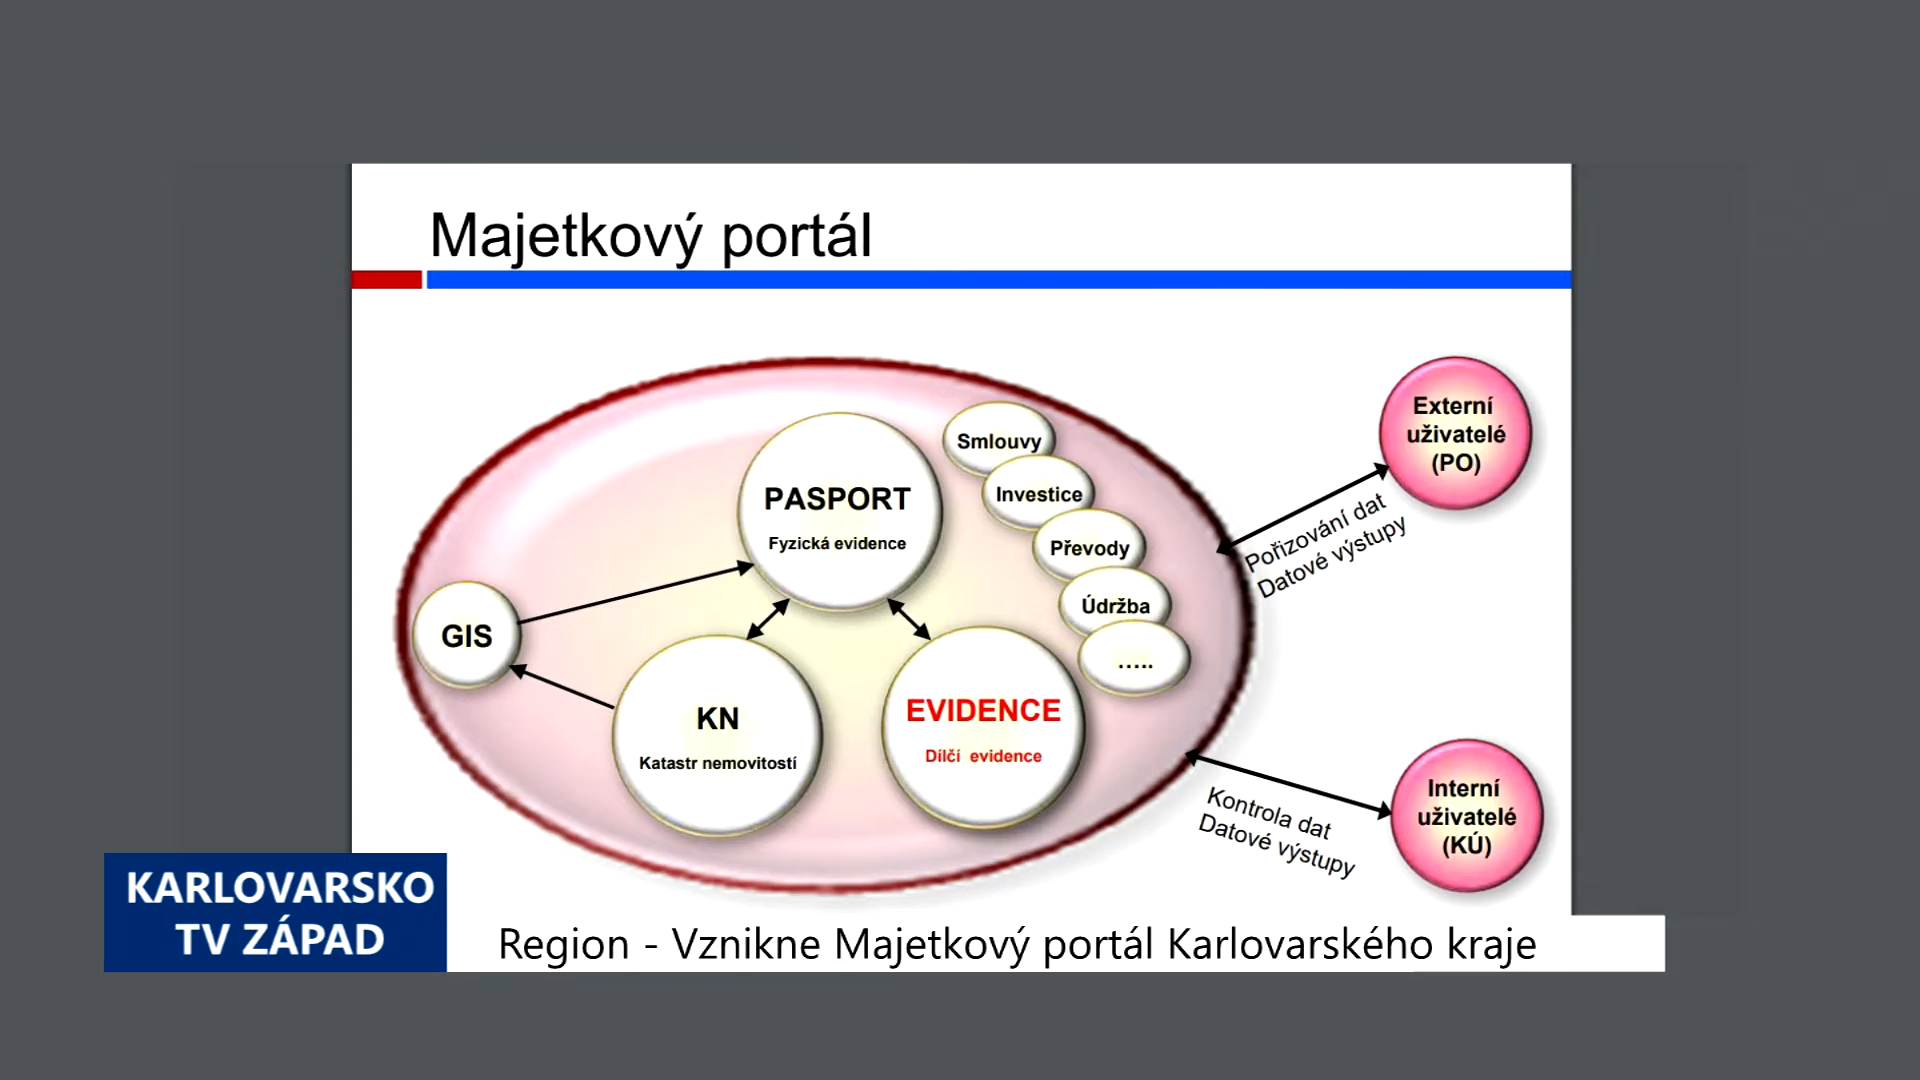 Majetkový portál
PASPORT
Fyzická evidence
Smlouvy
Investice
Převody
Údržba
.....
GIS
KN
Katastr nemovitostí
EVIDENCE
Dílčí evidence
Externí
uživatelé
(PO)
Pořizování dat
Datové výstupy
Interní
uživatelé
(KÚ)
Kontrola dat
Datové výstupy
KARLOVARSKO
TV ZÁPAD
Region - Vznikne Majetkový portál Karlovarského kraje